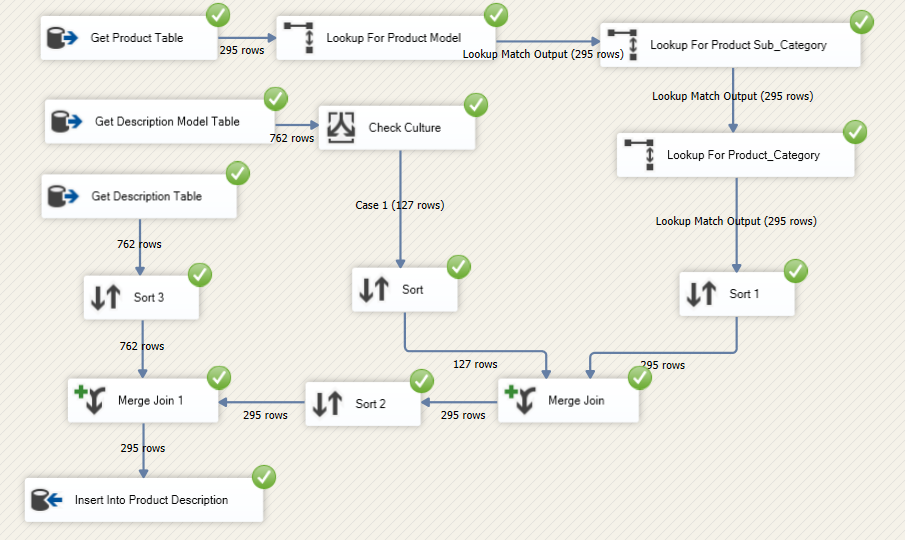 Get Product Table
295 rows
Lookup For Product Model
Lookup Match Output (295 rows)
Lookup For Product Sub_Category
Lookup Match Output (295 rows)
Get Description Model Table
762 rows
Check Culture
Lookup For Product_Category
Get Description Table
Case 1 (127 rows)
Lookup Match Output (295 rows)
762 rows
Sort 3
Sort
Sort 1
762 rows
127 rows
295 rows
Merge Join 1
295 rows
Sort 2
295 rows
Merge Join
295 rows
Insert Into Product Description